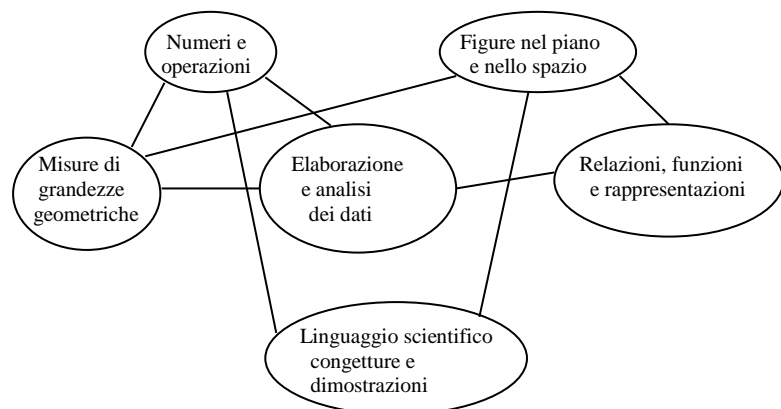 Numeri e
operazioni
Figure nel piano
e nello spazio
Misure di
grandezze
geometriche
Elaborazione
e analisi
dei dati
Relazioni, funzioni
e rappresentazioni
Linguaggio scientifico
congetture e
dimostrazioni